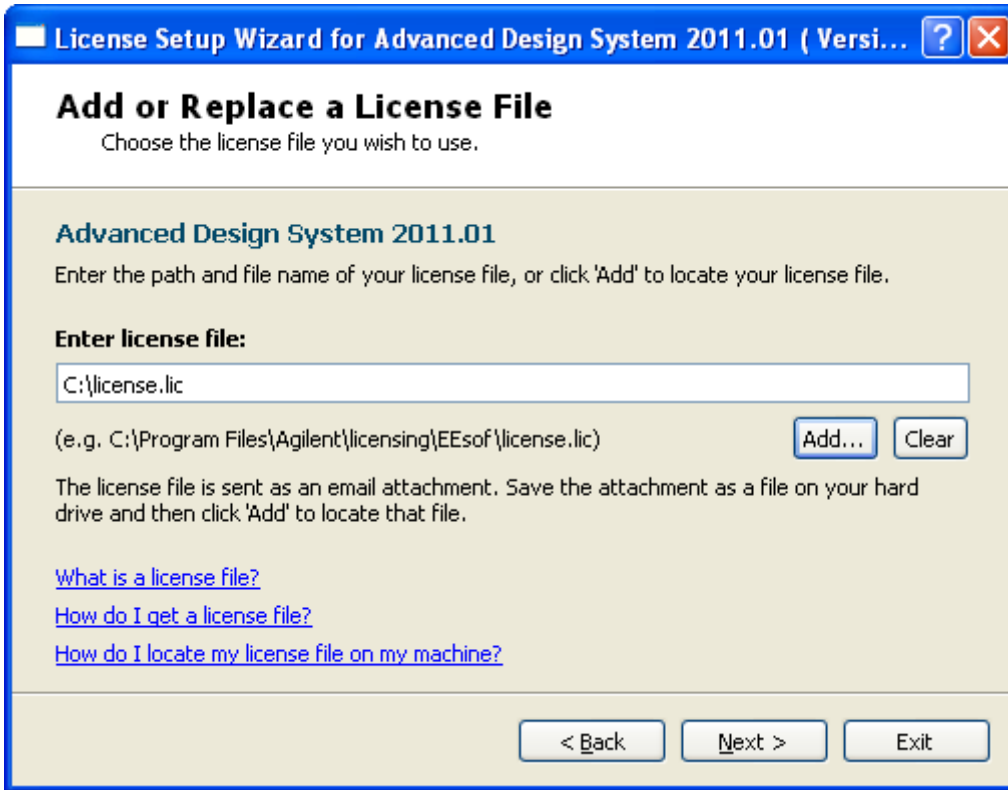 License Setup Wizard for Advanced Design System 2011.01 ( Versi...
Add or Replace a License File
Choose the license file you wish to use.
Advanced Design System 2011.01
Enter the path and file name of your license file, or click 'Add' to locate your license file.
Enter license file:
C:\license.lic
(e.g. C:\Program Files\Agilent\licensing\EEsof\license.lic)
Add...
Clear
The license file is sent as an email attachment. Save the attachment as a file on your hard
drive and then click 'Add' to locate that file.
What is a license file?
How do I get a license file?
How do I locate my license file on my machine?
< Back
Next >
Exit